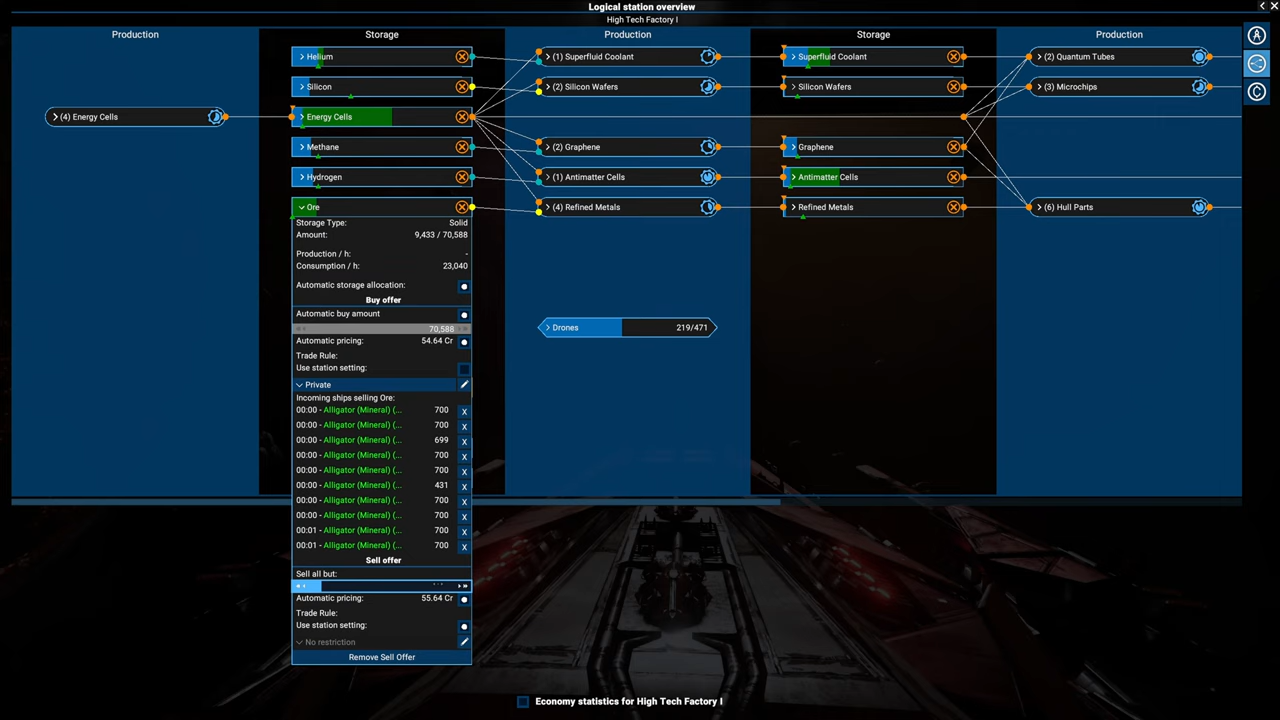 Logical station overview
High Tech Factory I
Production
Storage
Production
Storage
Production
Helium
(1) Superfluid Coolant
Superfluid Coolant
(2) Quantum Tubes
Silicon
(2) Silicon Wafers
Silicon Wafers
(3) Microchips
(4) Energy Cells
Energy Cells
Methane
(2) Graphene
Graphene
Hydrogen
(1) Antimatter Cells
Antimatter Cells
Ore
(4) Refined Metals
Refined Metals
(6) Hull Parts
Storage Type: Solid
Amount: 9,433 / 70,588
Production / h: -
Consumption / h: 23,040
Automatic storage allocation:
Buy offer
Automatic buy amount
70,588
Automatic pricing: 54.64 Cr
Trade Rule:
Use station setting:
Private
Incoming ships selling Ore:
00:00 - Alligator (Mineral) (... 700 X
00:00 - Alligator (Mineral) (... 700 X
00:00 - Alligator (Mineral) (... 699 X
00:00 - Alligator (Mineral) (... 700 X
00:00 - Alligator (Mineral) (... 700 X
00:00 - Alligator (Mineral) (... 431 X
00:00 - Alligator (Mineral) (... 700 X
00:00 - Alligator (Mineral) (... 700 X
00:01 - Alligator (Mineral) (... 700 X
00:01 - Alligator (Mineral) (... 700 X
Sell offer
Sell all but:
Automatic pricing: 55.64 Cr
Trade Rule:
Use station setting:
No restriction
Remove Sell Offer
Drones 219/471
Economy statistics for High Tech Factory I